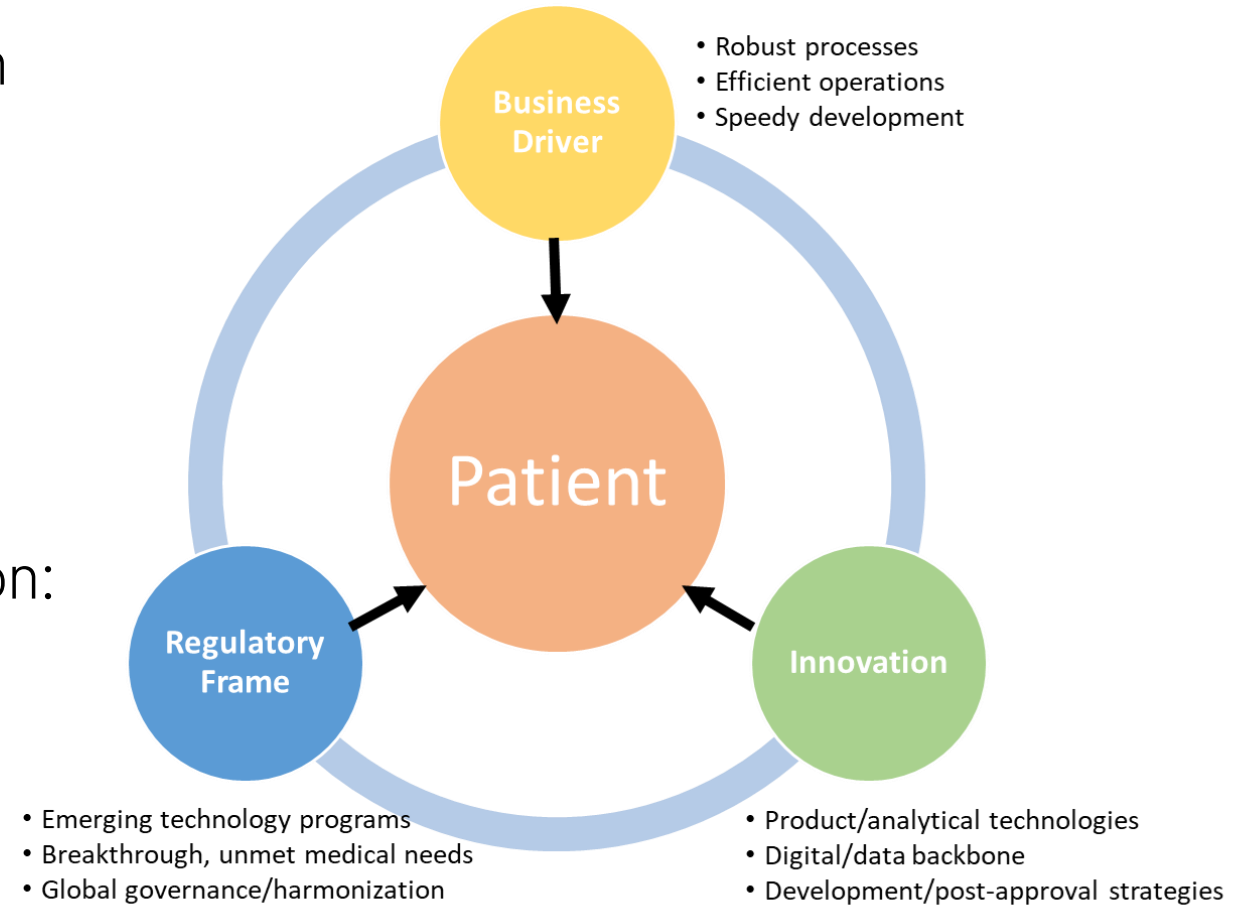 • Robust processes
• Efficient operations
• Speedy development
Business
Driver
Patient
on:
Regulatory
Frame
Innovation
• Emerging technology programs
• Breakthrough, unmet medical needs
• Global governance/harmonization
• Product/analytical technologies
• Digital/data backbone
• Development/post-approval strategies